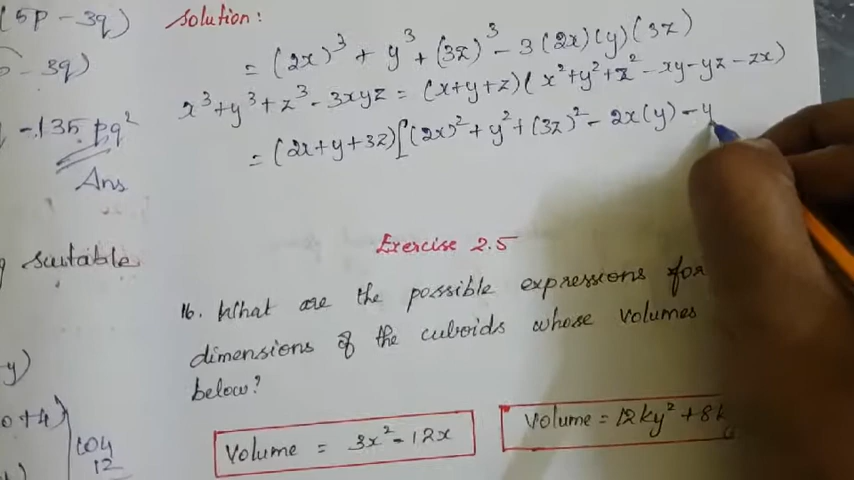 (5p - 3q)
Solution :
= (2x)³ + y³ + (3z)³ - 3(2x)(y)(3z)
- 3q)
x³+y³+z³ - 3xyz = (x+y+z)( x²+y²+z² - xy - yz - zx)
- 135 pq²
= (2x+y+3z)[(2x)²+y²+(3z)² - 2x(y) - y
Ans
Exercise 2.5
suitable
16. What are the possible expressions for
dimensions of the cuboids whose volumes
below?
-y)
0+4)
104
12
Volume = 3x² - 12x
Volume = 12ky² + 8k